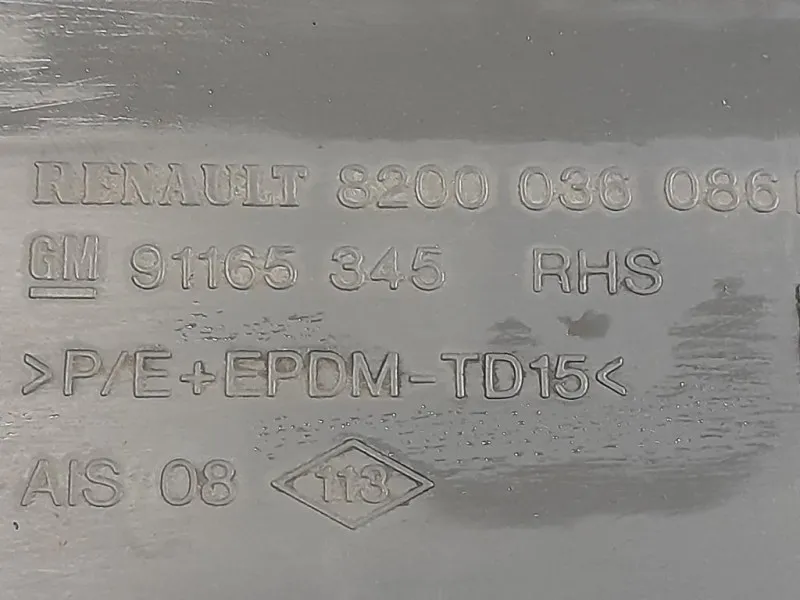 RENAULT 8200 036 086
GM 91165 345 RHS
>P/E+EPDM-TD15<
AIS 08 113